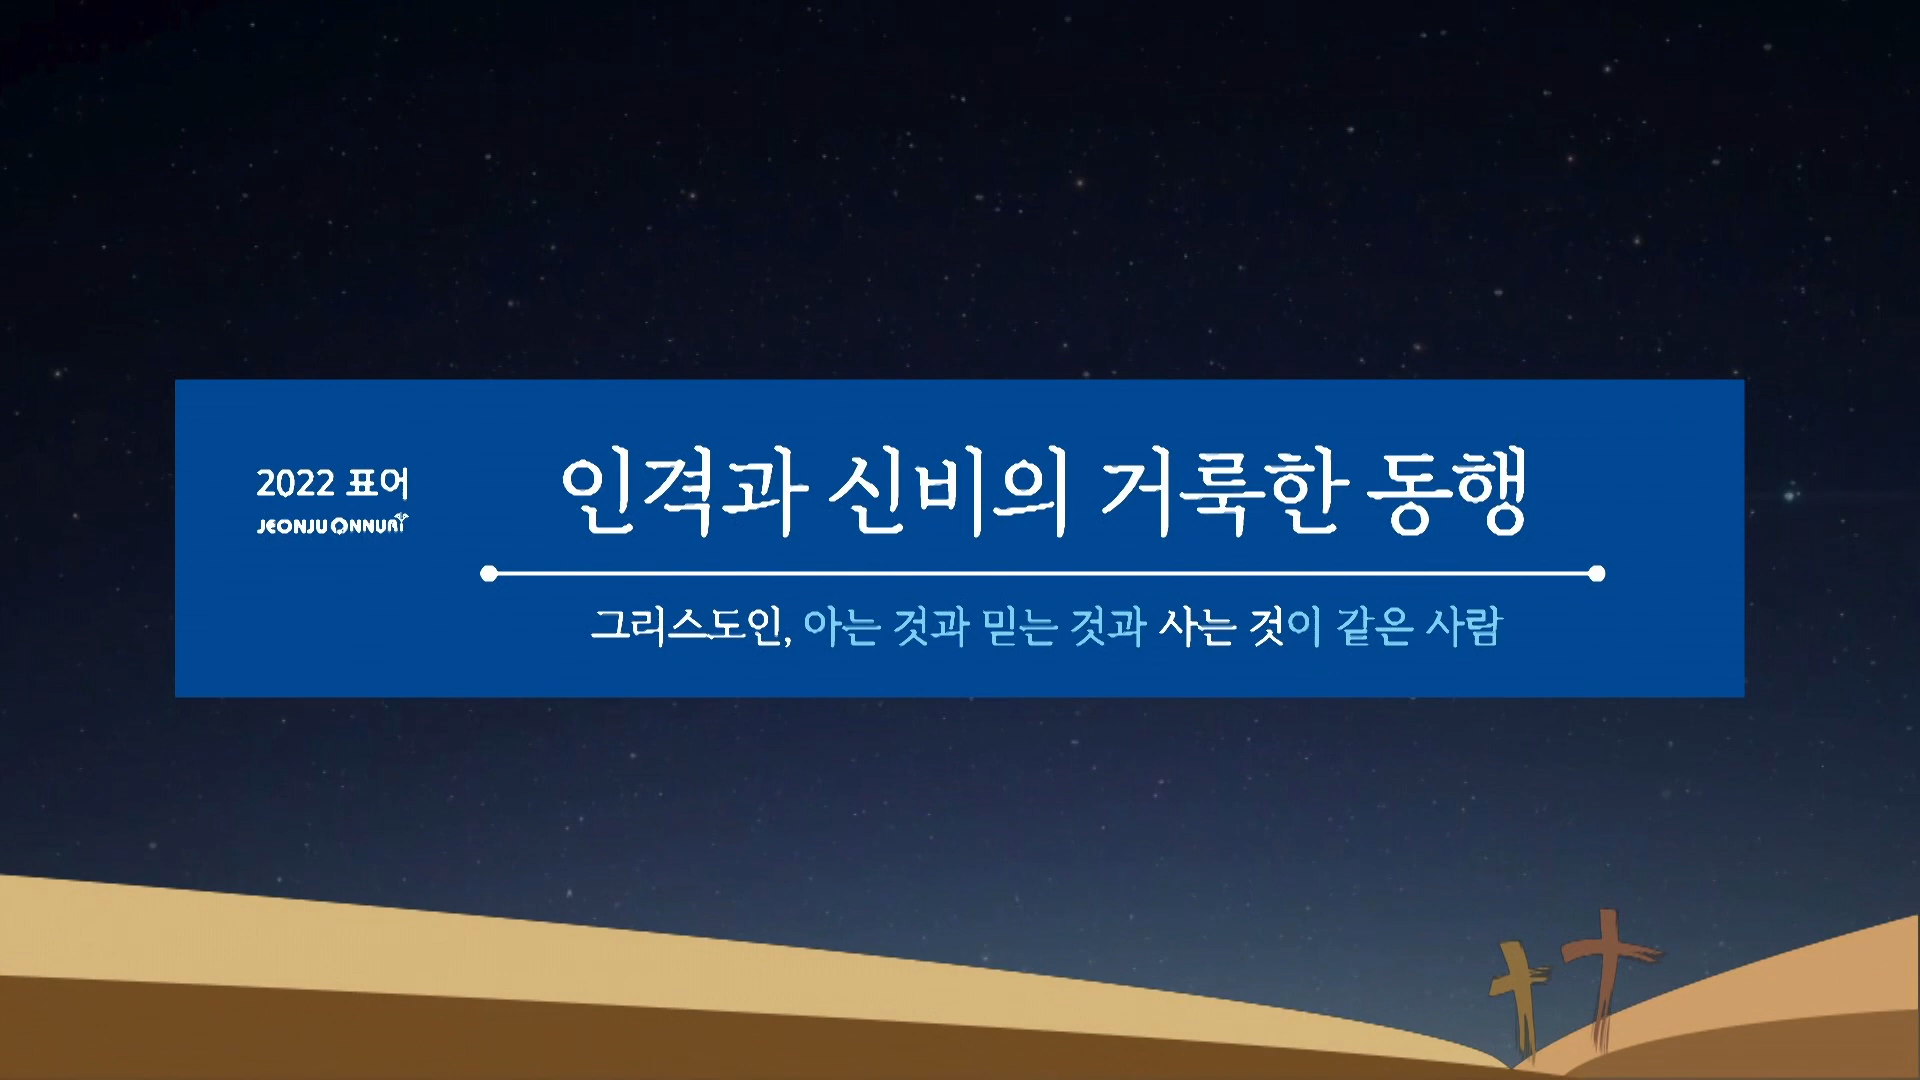 2022 표어
JEONJU ONNURI
인격과 신비의 거룩한 동행
그리스도인, 아는 것과 믿는 것과 사는 것이 같은 사람